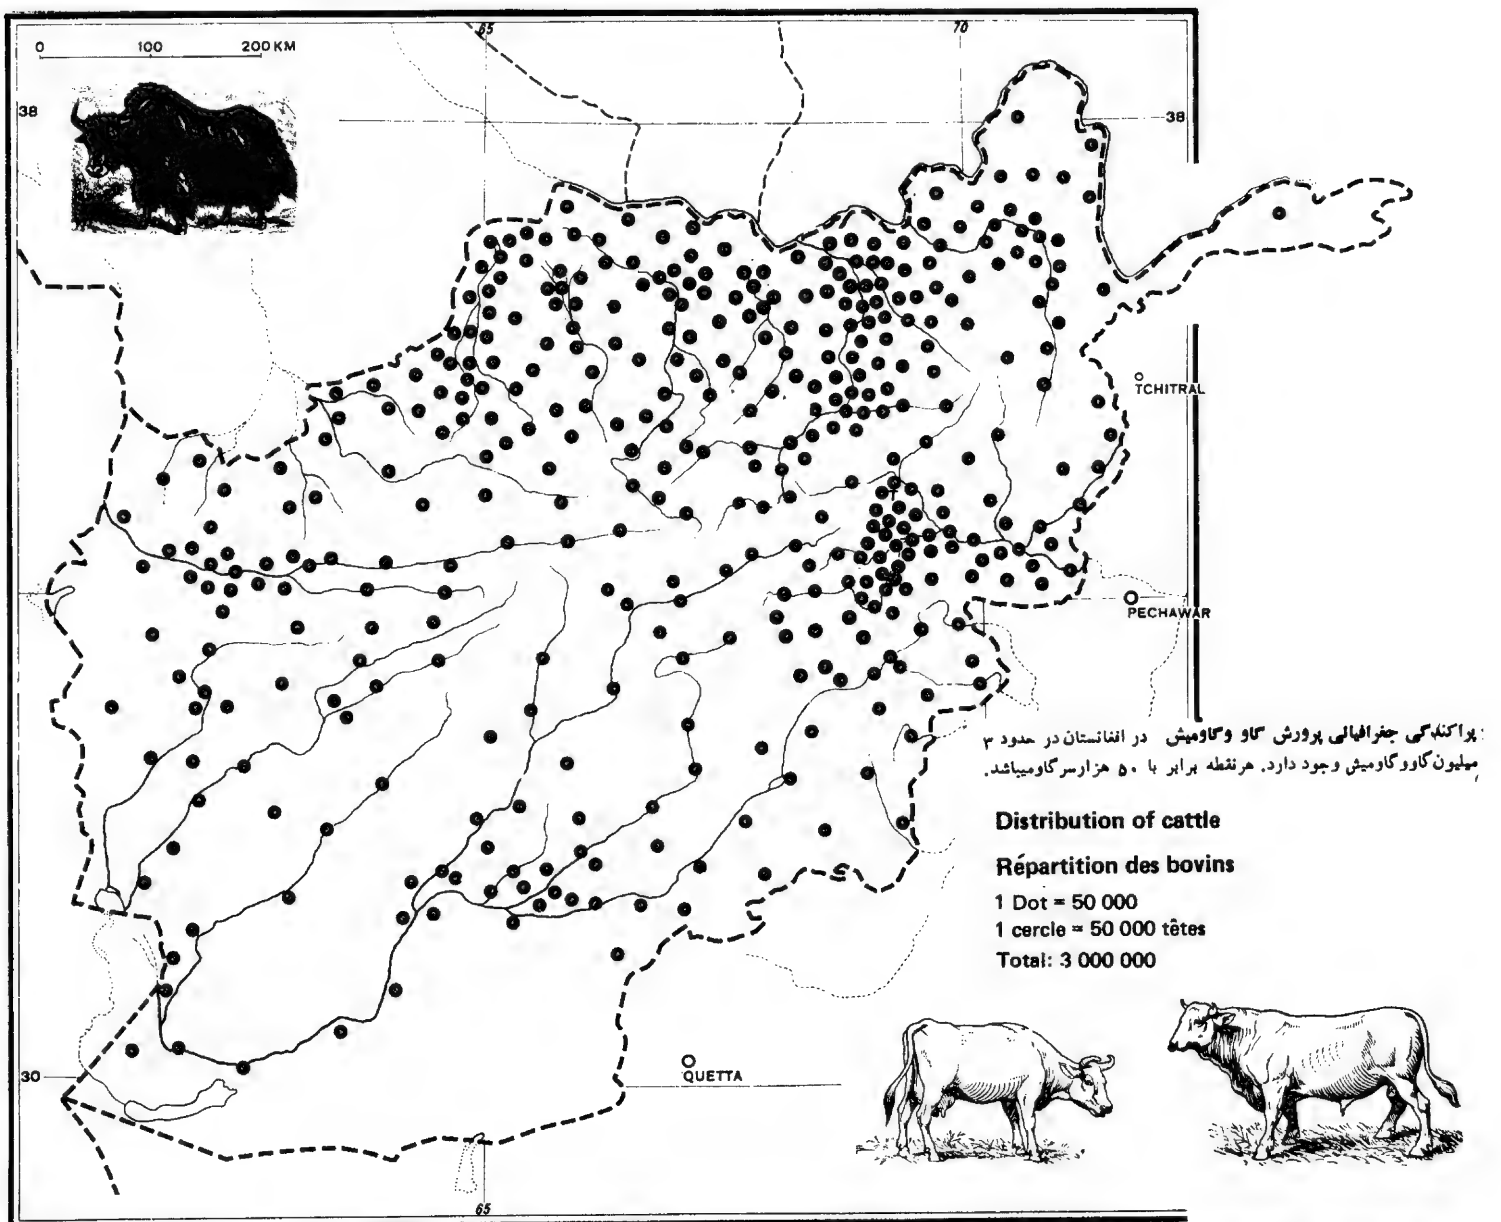 65
70
0 100 200 KM
38
38
TCHITRAL
PECHAWAR
پراکندگی جغرافیائی پرورش گاو وگاومیش در افغانستان در حدود ۳
میلیون گاو و گاومیش وجود دارد. هرنقطه برابر با ۵۰ هزارسرگاومیباشد.
Distribution of cattle
Répartition des bovins
1 Dot = 50 000
1 cercle = 50 000 têtes
Total: 3 000 000
30
QUETTA
65